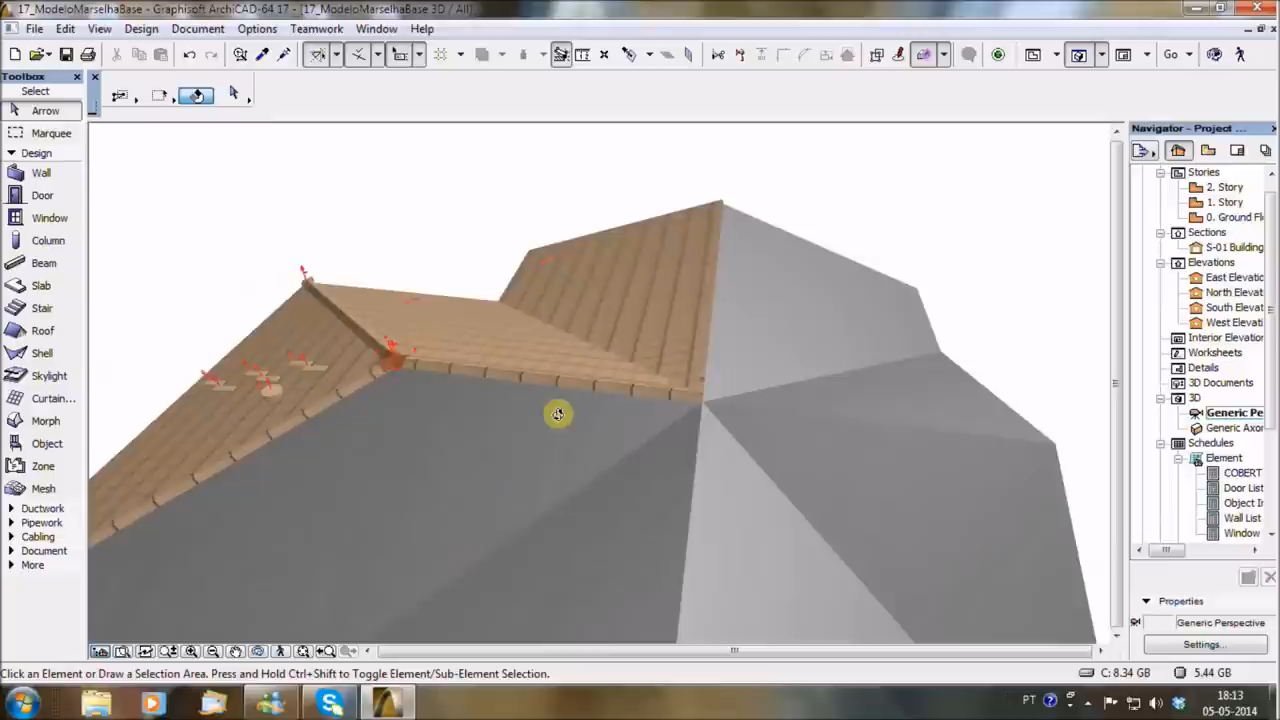 17_ModeloMarselhaBase - Graphisoft ArchiCAD-64 17 - [17_ModeloMarselhaBase 3D / All]
File Edit View Design Document Options Teamwork Window Help
Go
Toolbox
Select
Arrow
Marquee
Design
Wall
Door
Window
Column
Beam
Slab
Stair
Roof
Shell
Skylight
Curtain...
Morph
Object
Zone
Mesh
Ductwork
Pipework
Cabling
Document
More
Navigator - Project ...
Stories
2. Story
1. Story
0. Ground Fl
Sections
S-01 Building
Elevations
East Elevatic
North Elevat
South Elevat
West Elevati
Interior Elevation
Worksheets
Details
3D Documents
3D
Generic Pe
Generic Axor
Schedules
Element
COBERT
Door List
Object Ir
Wall List
Window
Properties
Generic Perspective
Settings...
Click an Element or Draw a Selection Area. Press and Hold Ctrl+Shift to Toggle Element/Sub-Element Selection.
C: 8.34 GB
5.44 GB
PT
18:13
05-05-2014